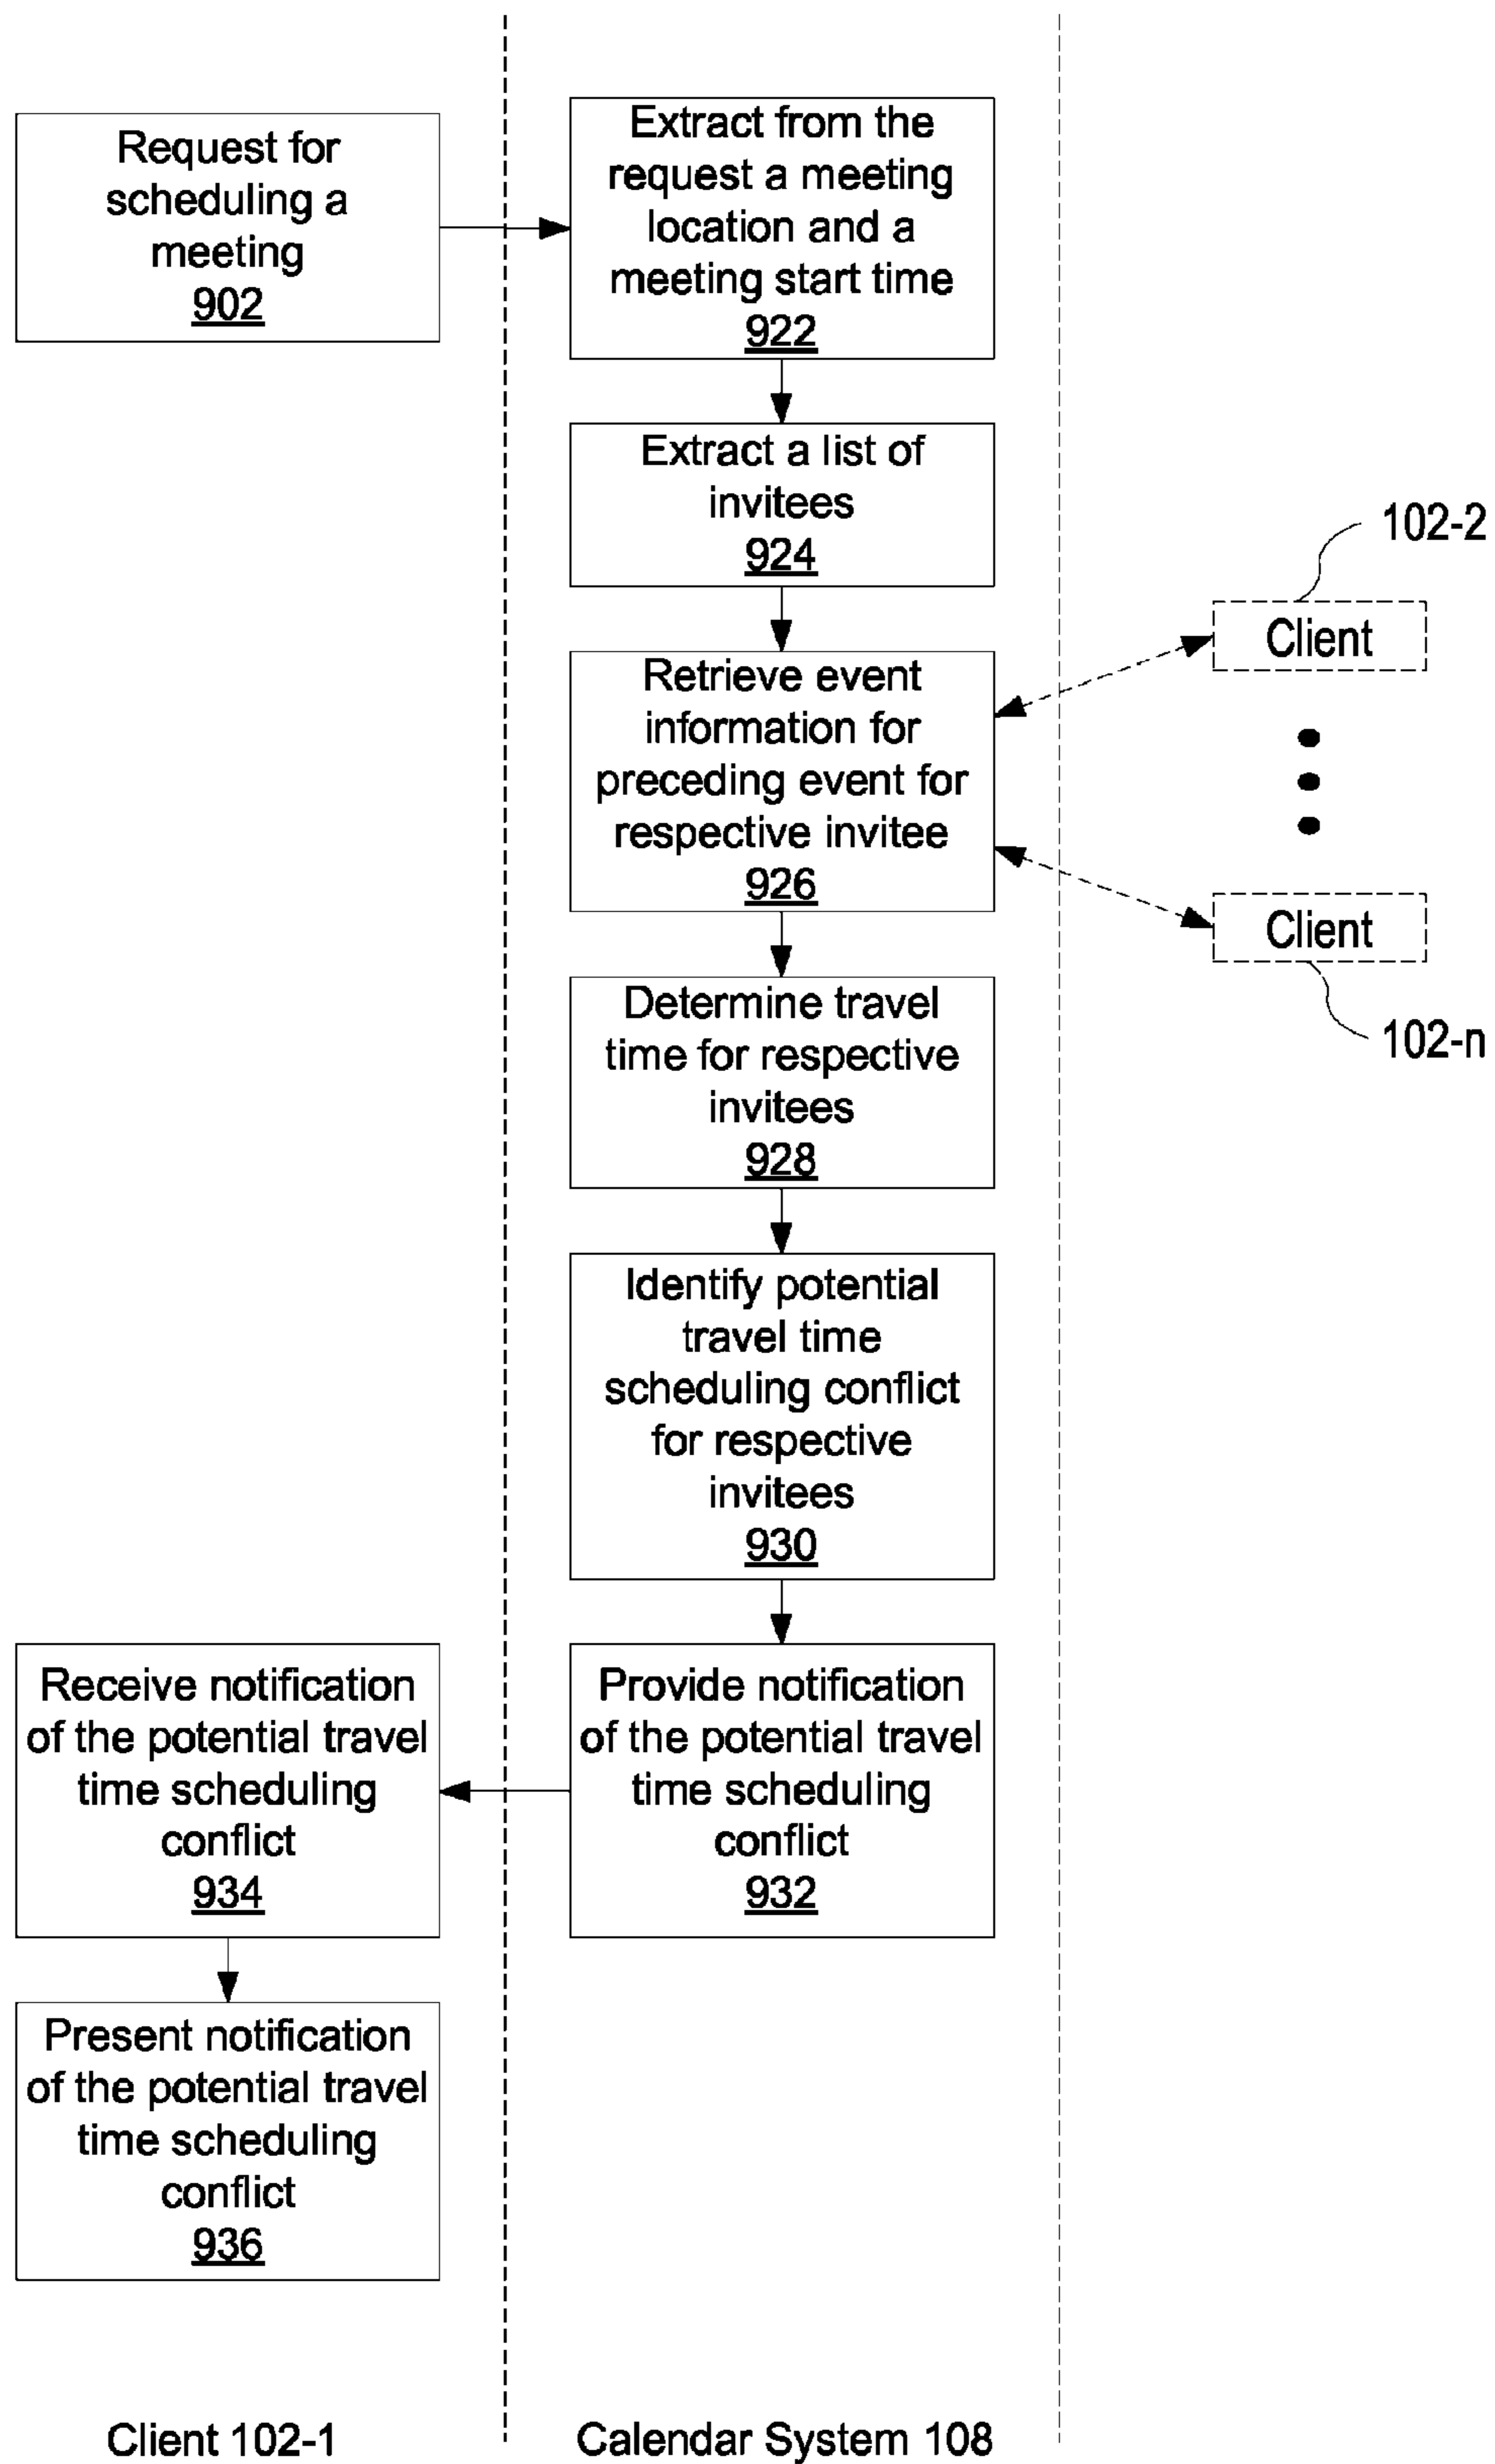 Request for
scheduling a
meeting
902
Extract from the
request a meeting
location and a
meeting start time
922
Extract a list of
invitees
924
102-2
Client
Retrieve event
information for
preceding event for
respective invitee
926
Client
102-n
Determine travel
time for respective
invitees
928
Identify potential
travel time
scheduling conflict
for respective
invitees
930
Provide notification
of the potential travel
time scheduling
conflict
932
Receive notification
of the potential travel
time scheduling
conflict
934
Present notification
of the potential travel
time scheduling
conflict
936
Client 102-1
Calendar System 108